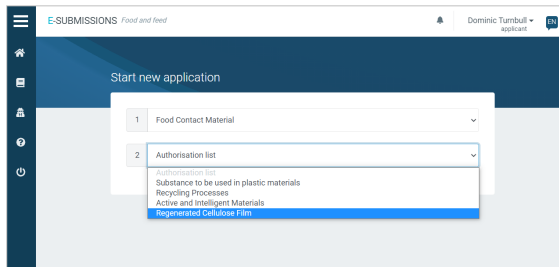 E-SUBMISSIONS Food and feed
Dominic Turnbull
EN
applicant
Start new application
1 Food Contact Material
2 Authorisation list
Authorisation list
Substance to be used in plastic materials
Recycling Processes
Active and Intelligent Materials
Regenerated Cellulose Film